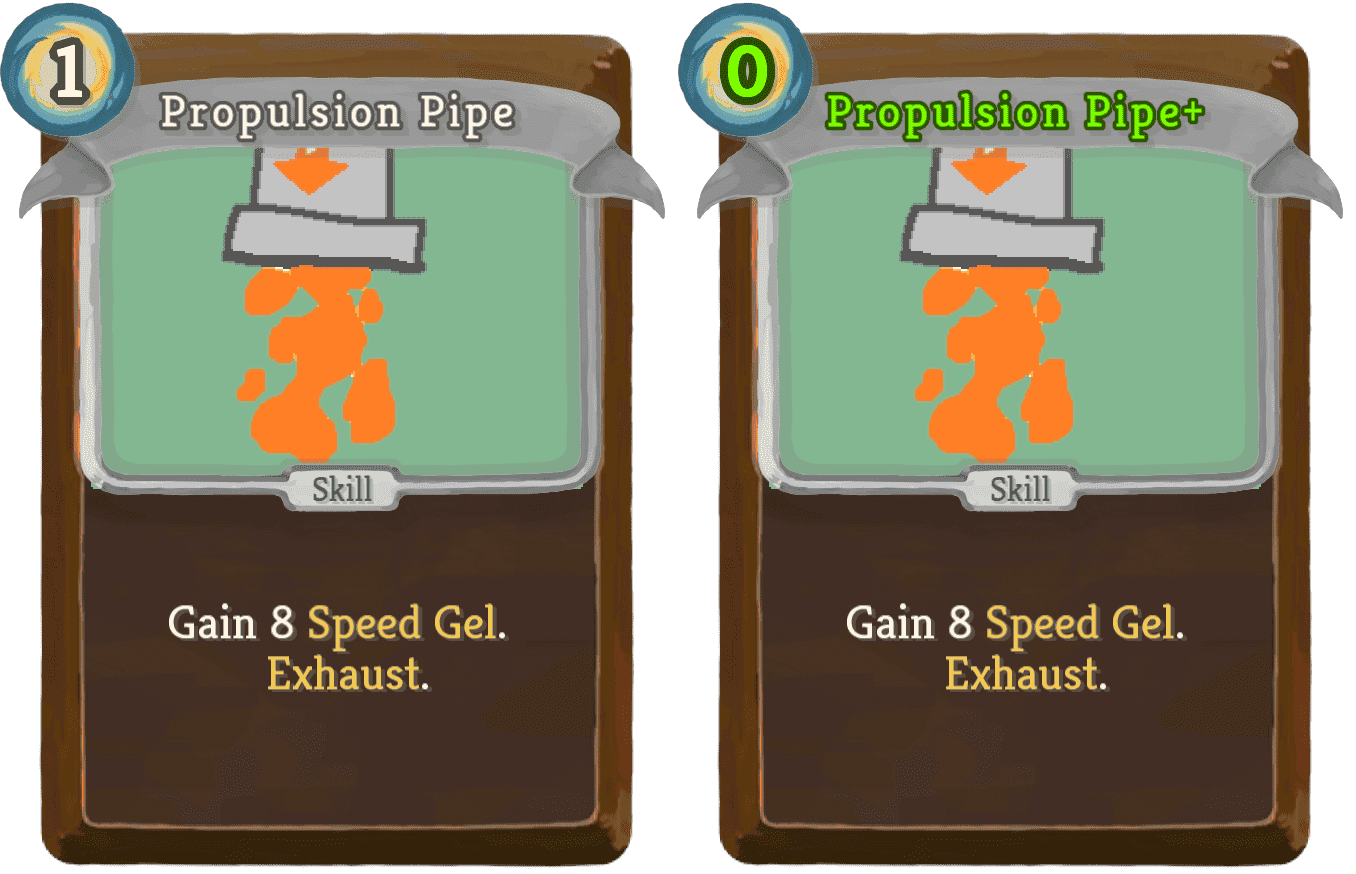 1
Propulsion Pipe
Skill
Gain 8 Speed Gel.
Exhaust.
0
Propulsion Pipe+
Skill
Gain 8 Speed Gel.
Exhaust.